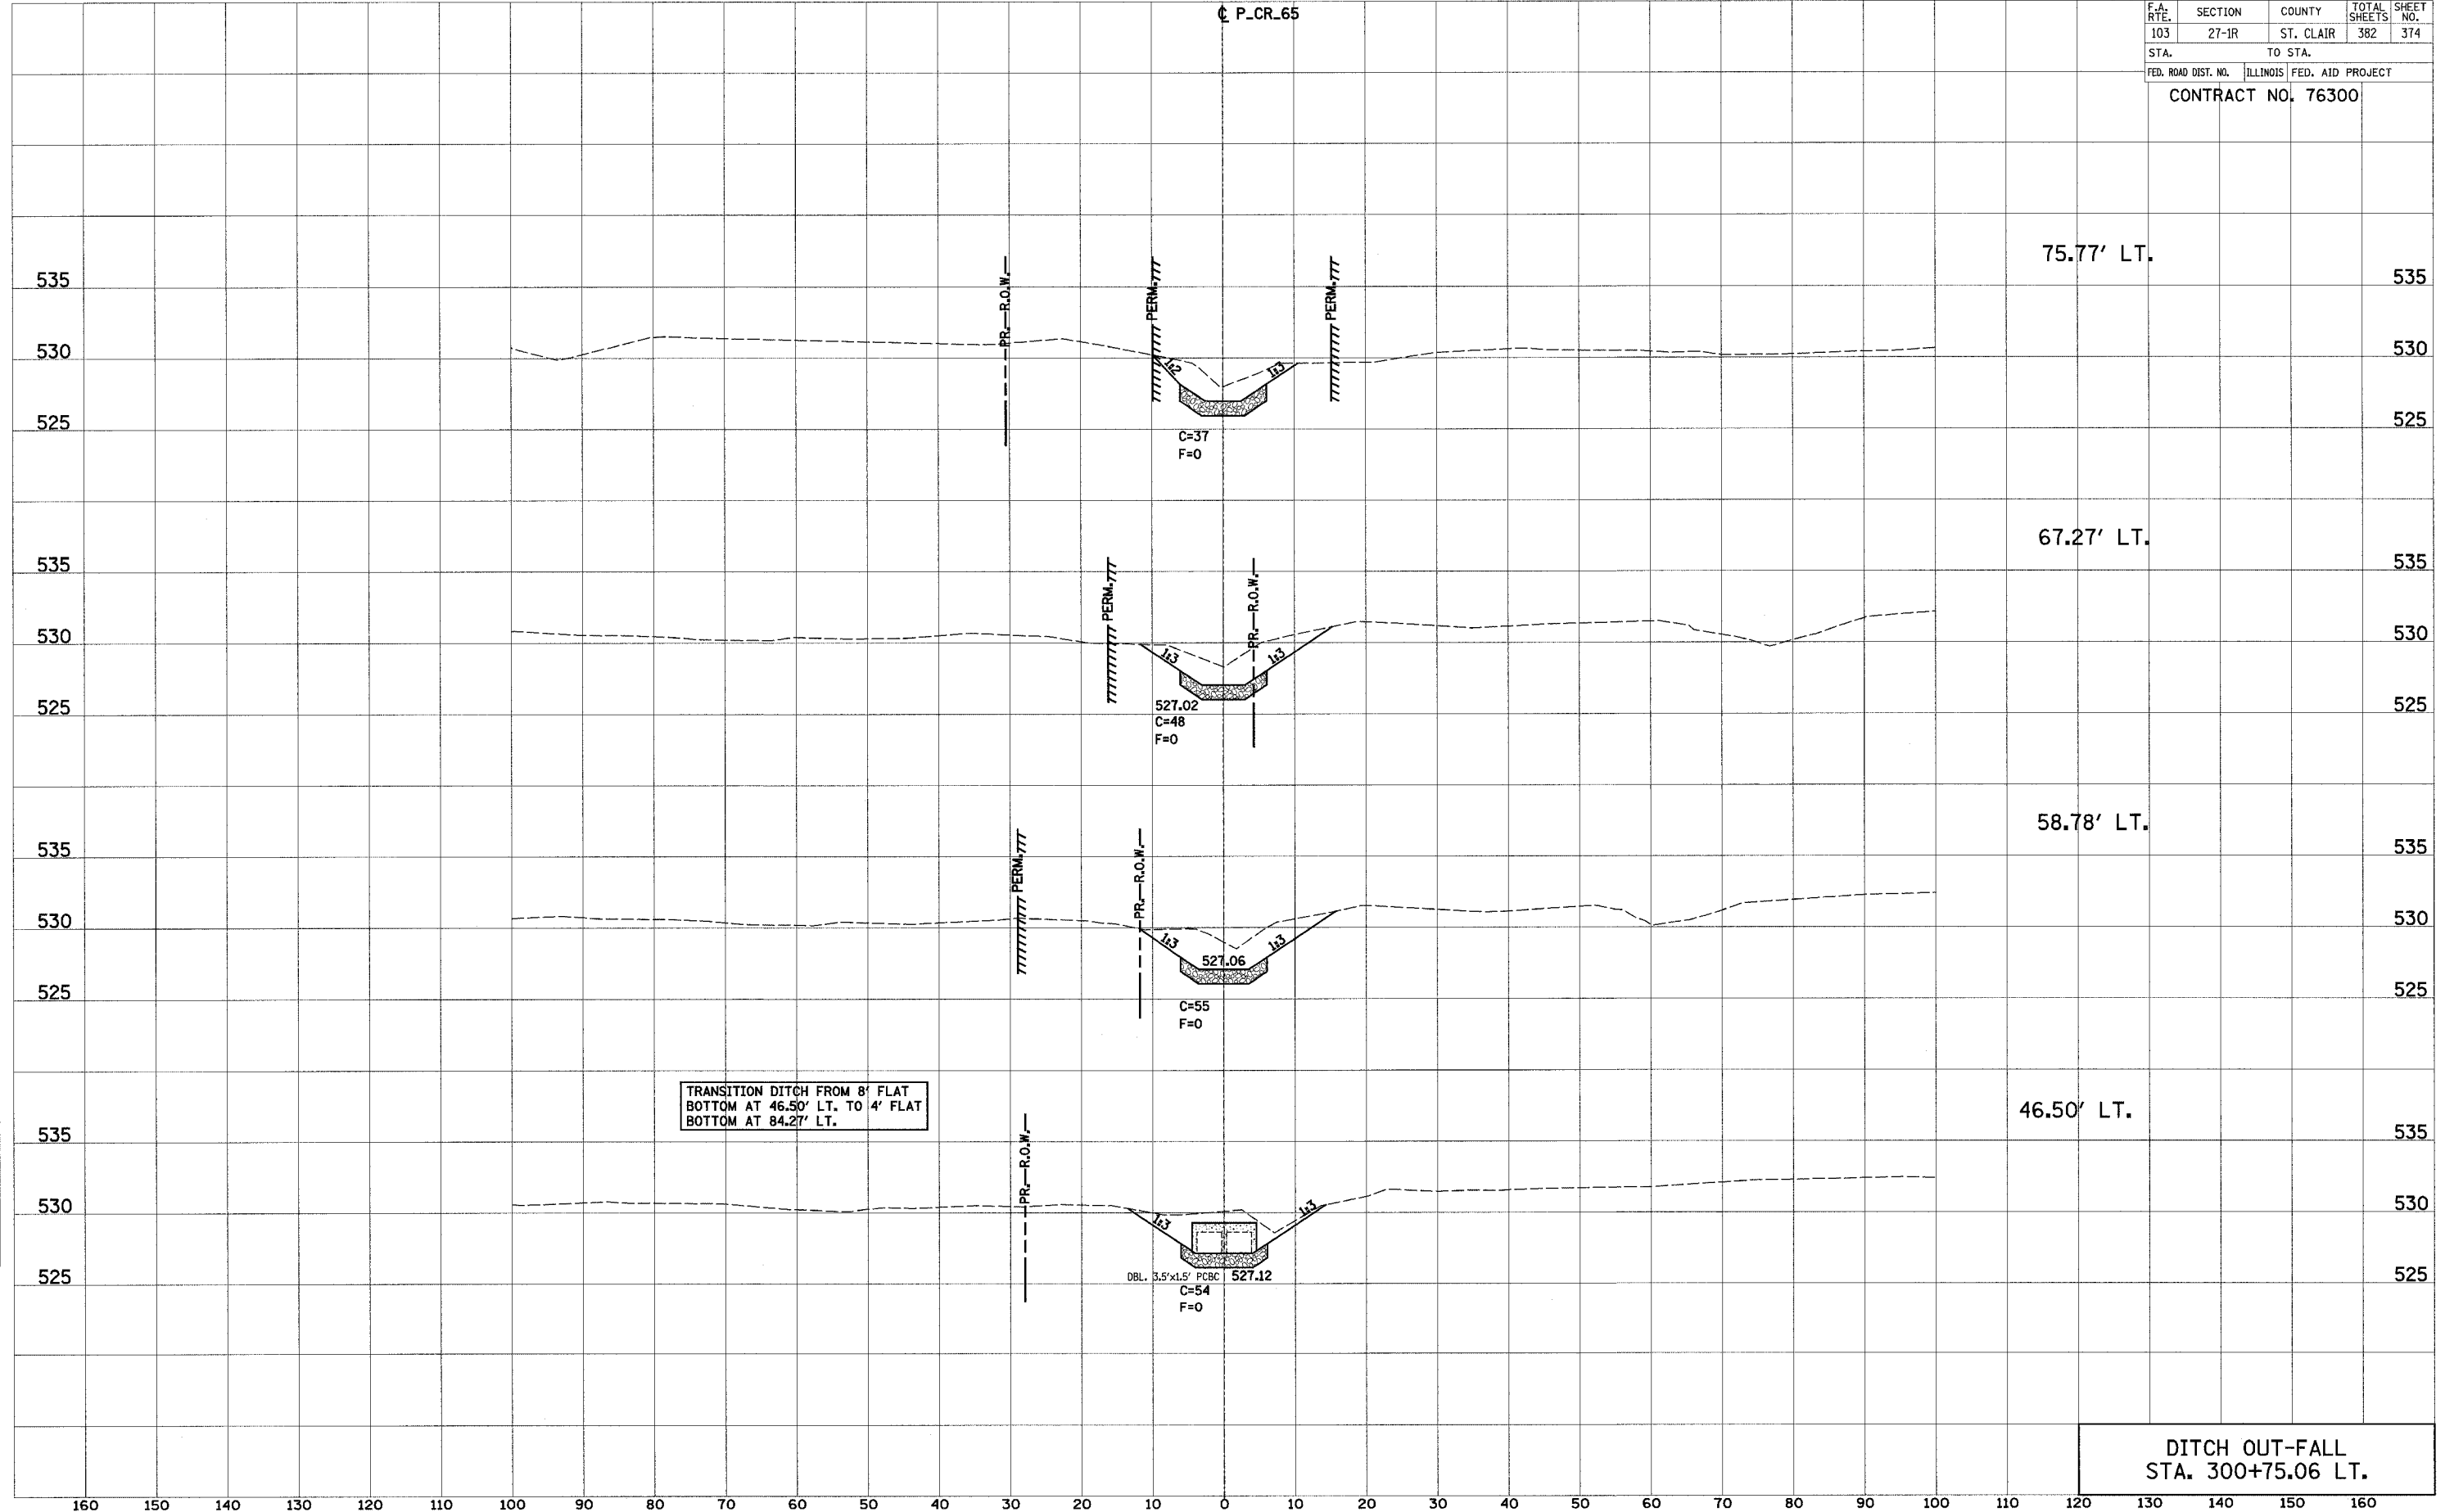 ℄ P_CR_65
F.A. RTE. SECTION COUNTY TOTAL SHEETS SHEET NO.
103 27-1R ST. CLAIR 382 374
STA. TO STA.
FED. ROAD DIST. NO. ILLINOIS FED. AID PROJECT
CONTRACT NO. 76300
75.77' LT.
535 PR. R.O.W. PERM. PERM. 535
530 1:2 1:3 530
525 525
C=37
F=0
67.27' LT.
535 PERM. PR. R.O.W. 535
530 1:3 1:3 530
525 525
527.02
C=48
F=0
58.78' LT.
535 PERM. PR. R.O.W. 535
530 1:3 1:3 530
527.06
525 525
C=55
F=0
TRANSITION DITCH FROM 8' FLAT
BOTTOM AT 46.50' LT. TO 4' FLAT
BOTTOM AT 84.27' LT.
46.50' LT.
535 PR. R.O.W. 535
530 1:3 1:3 530
525 525
DBL. 3.5'x1.5' PCBC 527.12
C=54
F=0
DITCH OUT-FALL
STA. 300+75.06 LT.
160 150 140 130 120 110 100 90 80 70 60 50 40 30 20 10 0 10 20 30 40 50 60 70 80 90 100 110 120 130 140 150 160